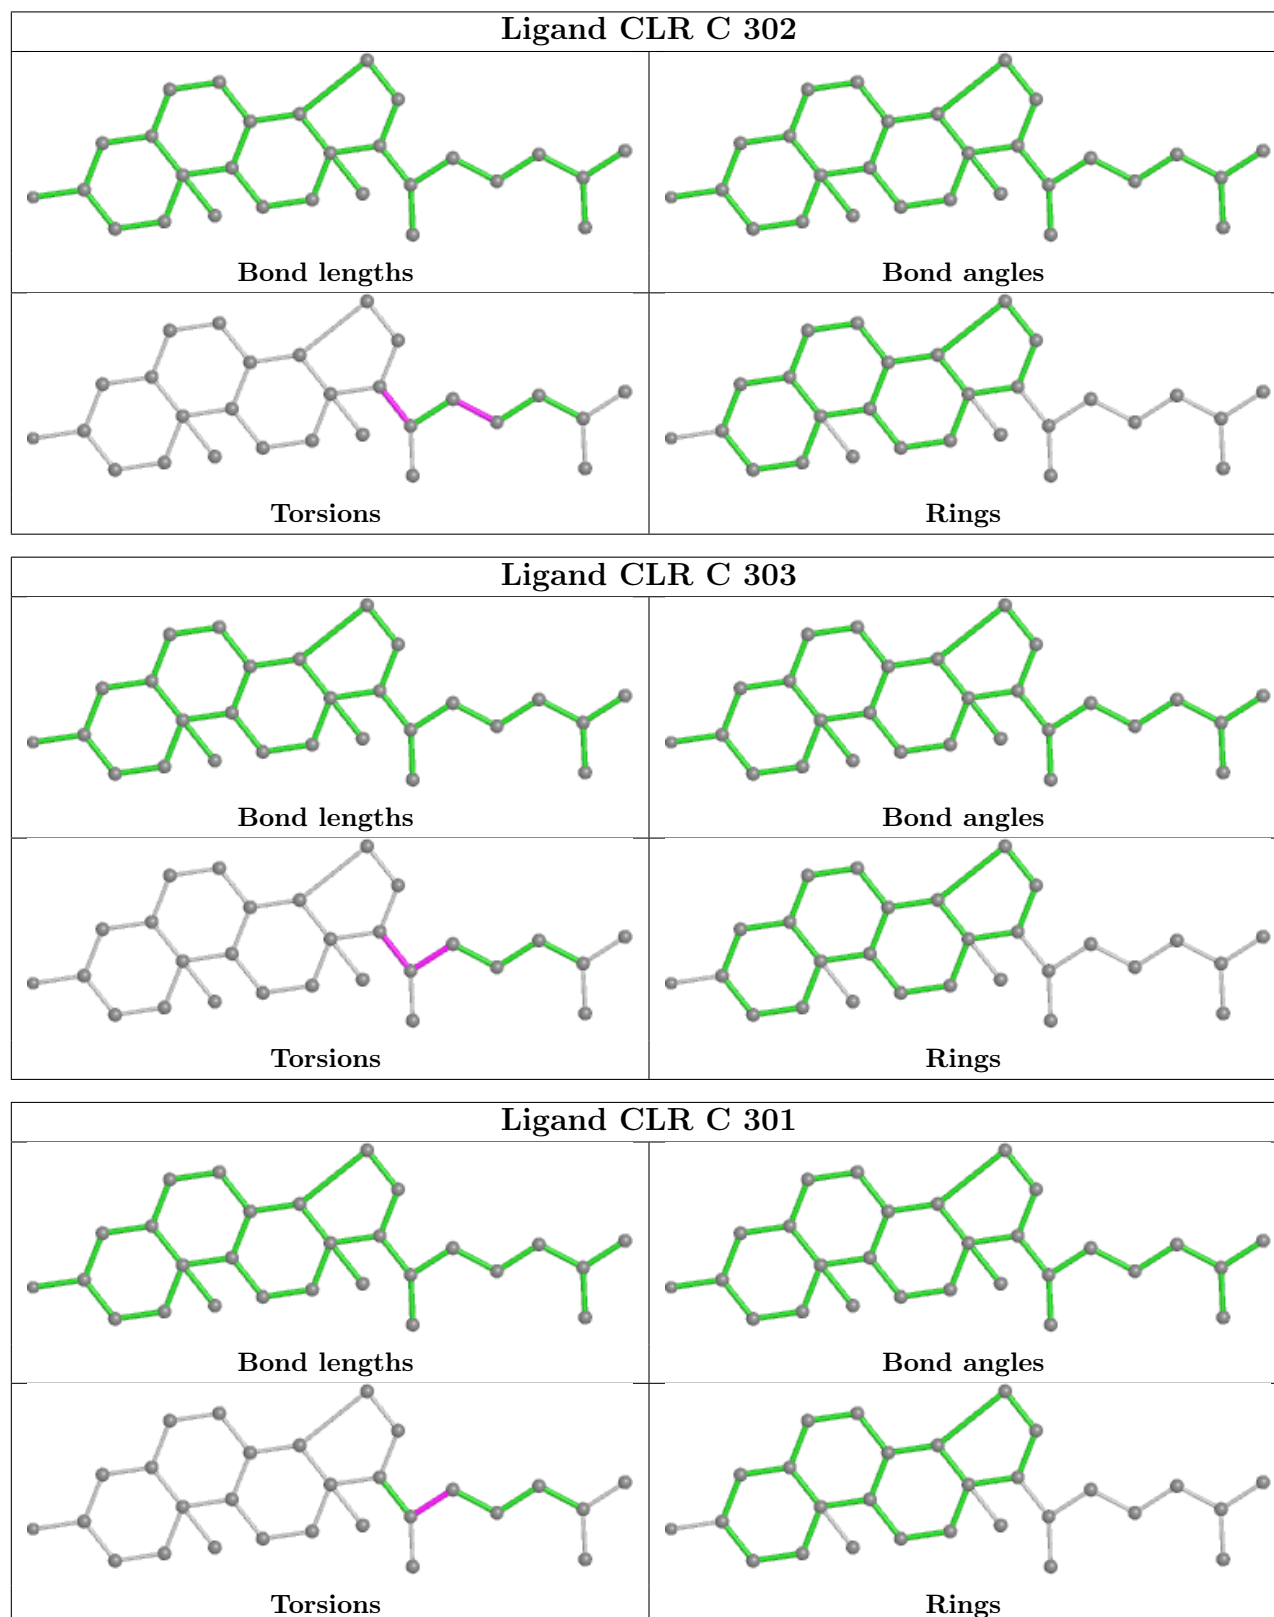 Ligand CLR C 302
Bond lengths
Bond angles
Torsions
Rings
Ligand CLR C 303
Bond lengths
Bond angles
Torsions
Rings
Ligand CLR C 301
Bond lengths
Bond angles
Torsions
Rings